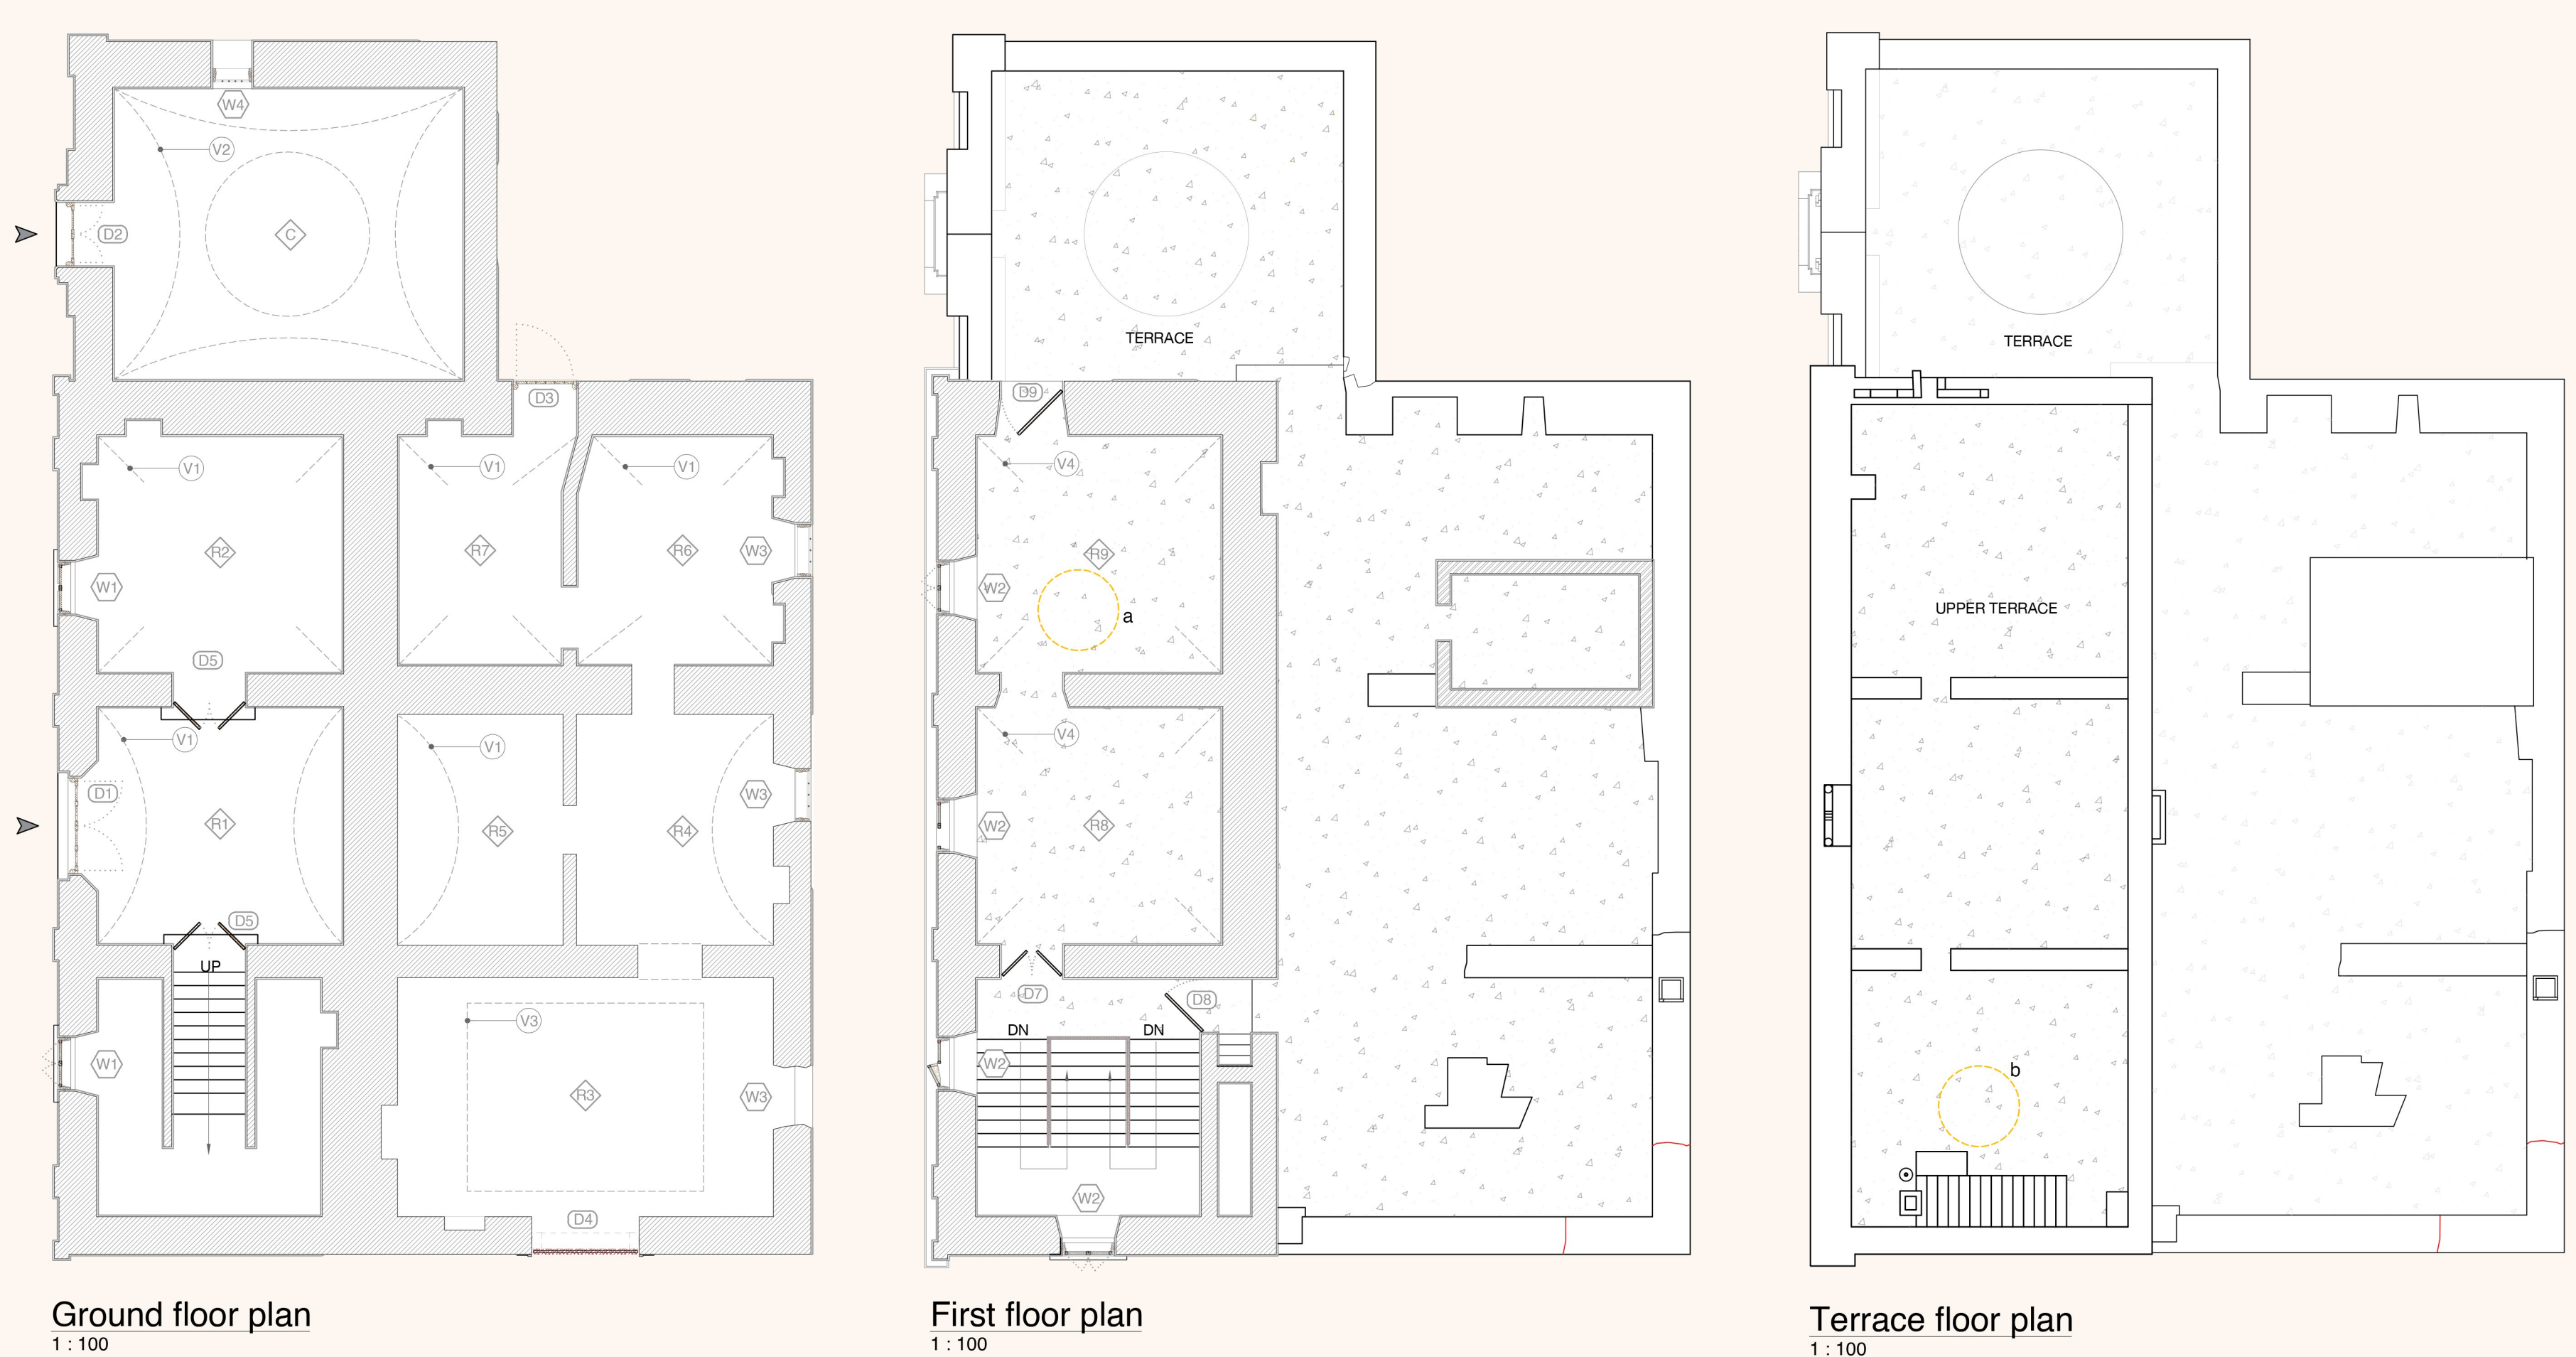 W4
V2
D2
C
D3
V1
V1
V1
R2
R7
R6
W3
W1
D5
V1
V1
D1
R1
R5
R4
W3
D5
UP
V3
W1
R3
W3
D4
Ground floor plan
1 : 100
TERRACE
D9
V4
R9
W2
a
V4
W2
R8
D7
D8
DN
DN
W2
W2
First floor plan
1 : 100
TERRACE
UPPER TERRACE
b
Terrace floor plan
1 : 100